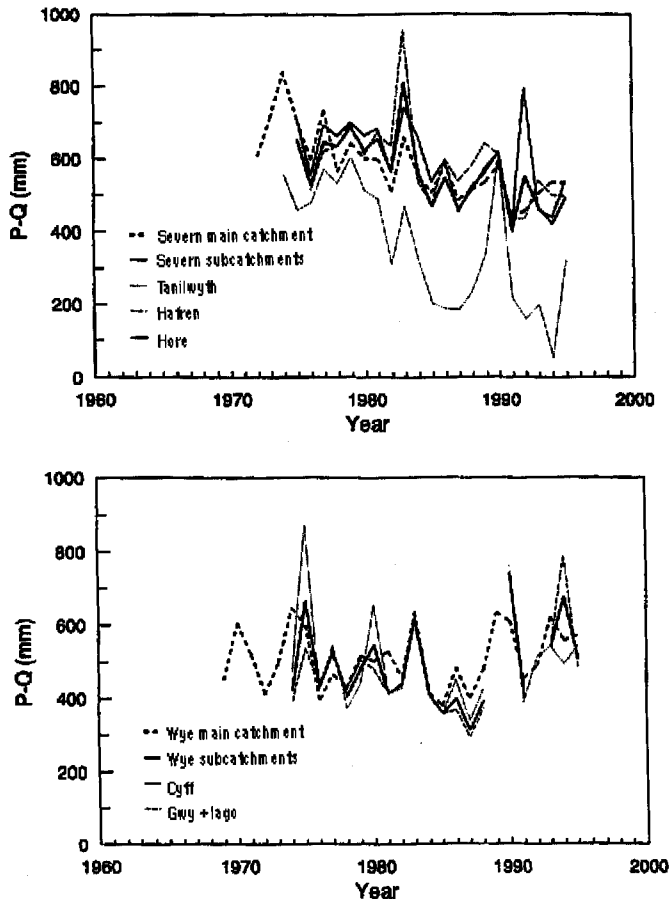 1000
800
600
400
200
0
P-Q (mm)
Severn main catchment
Severn subcatchments
Tanllwyth
Hafren
Hore
1960
1970
1980
1990
2000
Year
1000
800
600
400
200
0
P-Q (mm)
Wye main catchment
Wye subcatchments
Cyff
Gwy + Iago
1960
1970
1980
1990
2000
Year